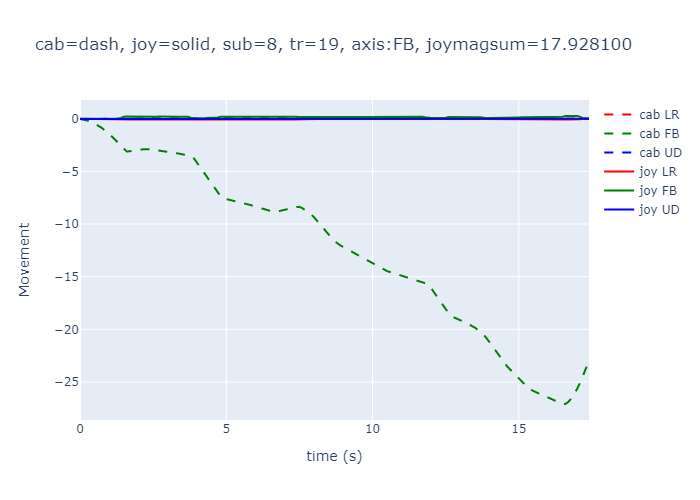 cab=dash, joy=solid, sub=8, tr=19, axis:FB, joymagsum=17.928100
0
−5
−10
−15
−20
−25
Movement
0
5
10
15
time (s)
cab LR
cab FB
cab UD
joy LR
joy FB
joy UD